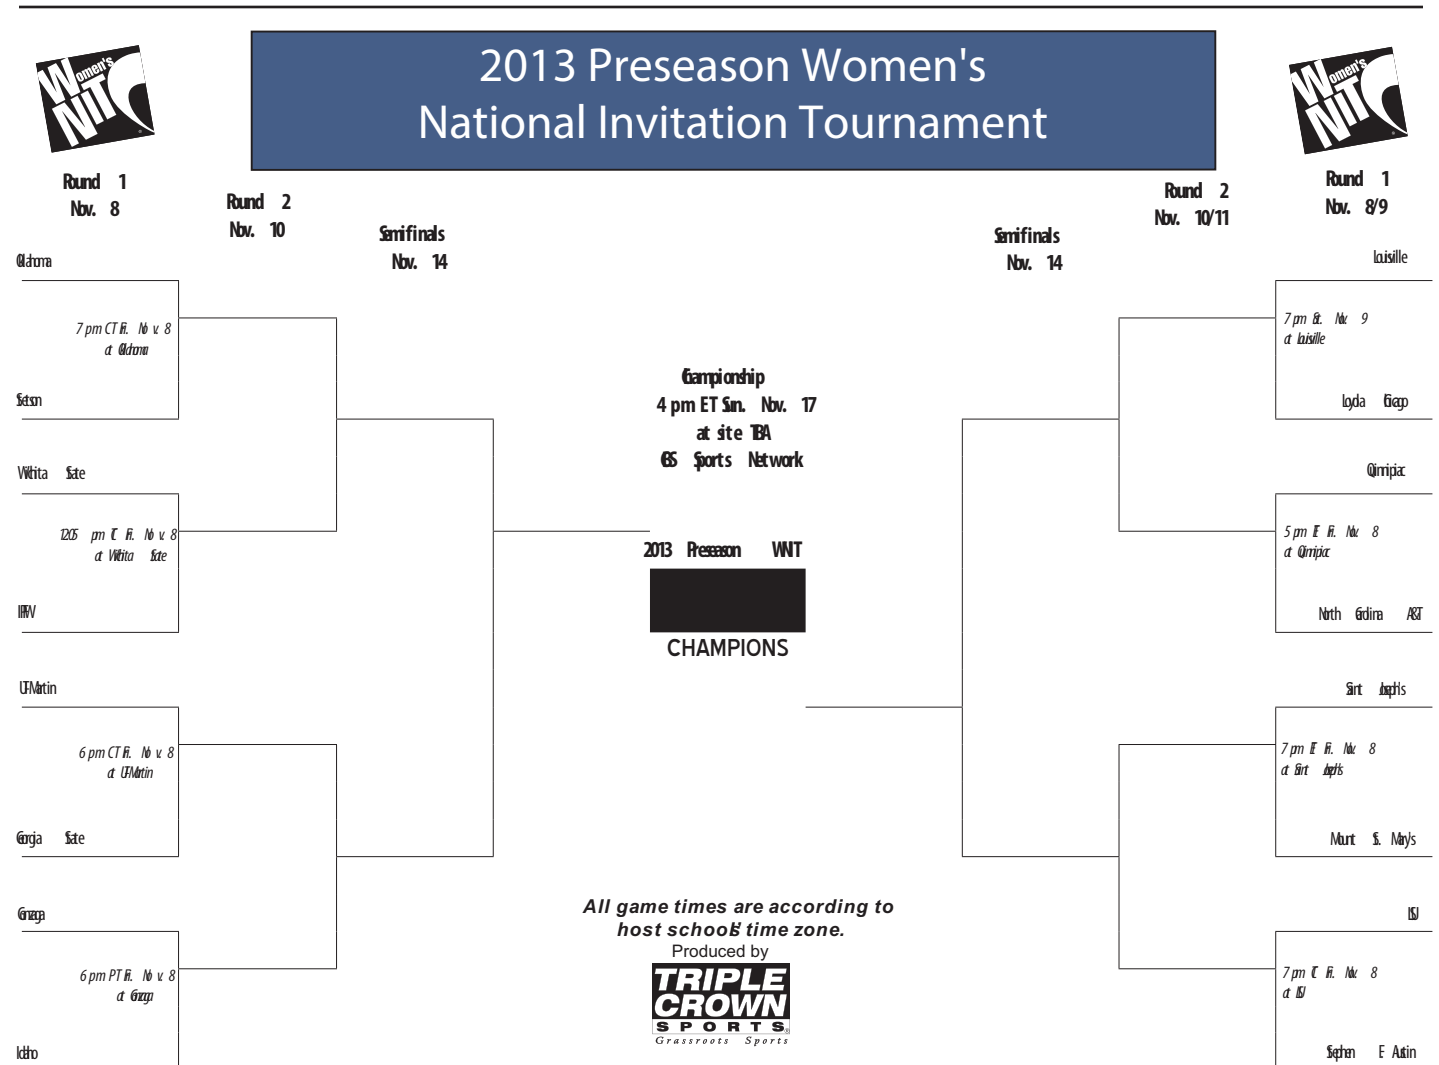 2013 Preseason Women's
National Invitation Tournament
Women's
NIT
Women's
NIT
Round 1
Nov. 8
Round 2
Nov. 10
Semifinals
Nov. 14
Semifinals
Nov. 14
Round 2
Nov. 10/11
Round 1
Nov. 8/9
Oklahoma
7 pm CT Fri. Nov. 8
at Oklahoma
Stetson
Wichita State
12:05 pm CT Fri. Nov. 8
at Wichita State
IPFW
UT-Martin
6 pm CT Fri. Nov. 8
at UT-Martin
Georgia State
Gonzaga
6 pm PT Fri. Nov. 8
at Gonzaga
Idaho
Championship
4 pm ET Sun. Nov. 17
at site TBA
CBS Sports Network
2013 Preseason WNIT
CHAMPIONS
All game times are according to
host schools' time zone.
Produced by
TRIPLE
CROWN
SPORTS®
Grassroots Sports
Louisville
7 pm Sat. Nov. 9
at Louisville
Loyola Chicago
Quinnipiac
5 pm ET Fri. Nov. 8
at Quinnipiac
North Carolina A&T
Saint Joseph's
7 pm ET Fri. Nov. 8
at Saint Joseph's
Mount St. Mary's
LSU
7 pm CT Fri. Nov. 8
at LSU
Stephen F Austin